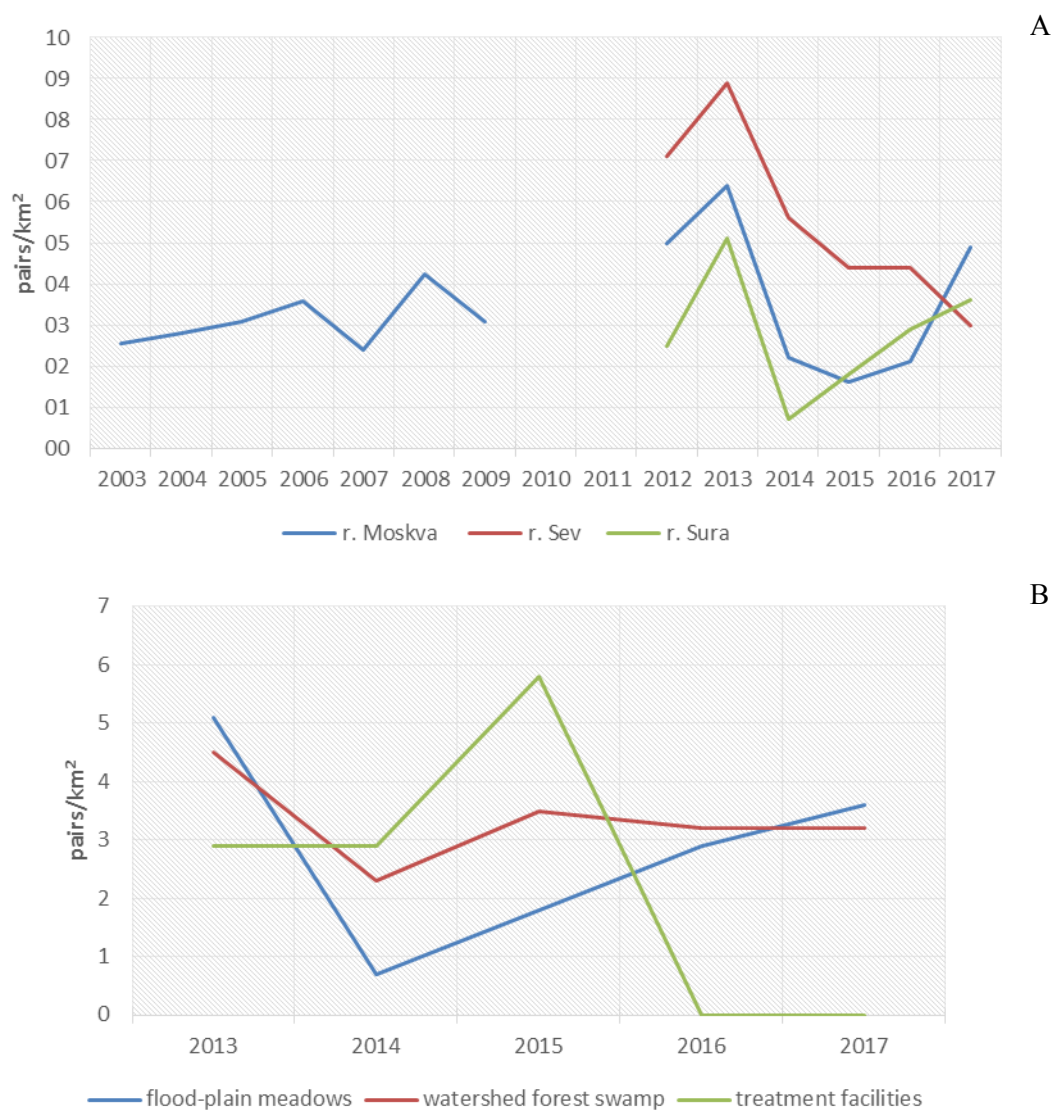 A
10
09
08
07
06
05
04
03
02
01
00
pairs/km²
2003 2004 2005 2006 2007 2008 2009 2010 2011 2012 2013 2014 2015 2016 2017
r. Moskva r. Sev r. Sura
B
7
6
5
4
3
2
1
0
pairs/km²
2013 2014 2015 2016 2017
flood-plain meadows watershed forest swamp treatment facilities